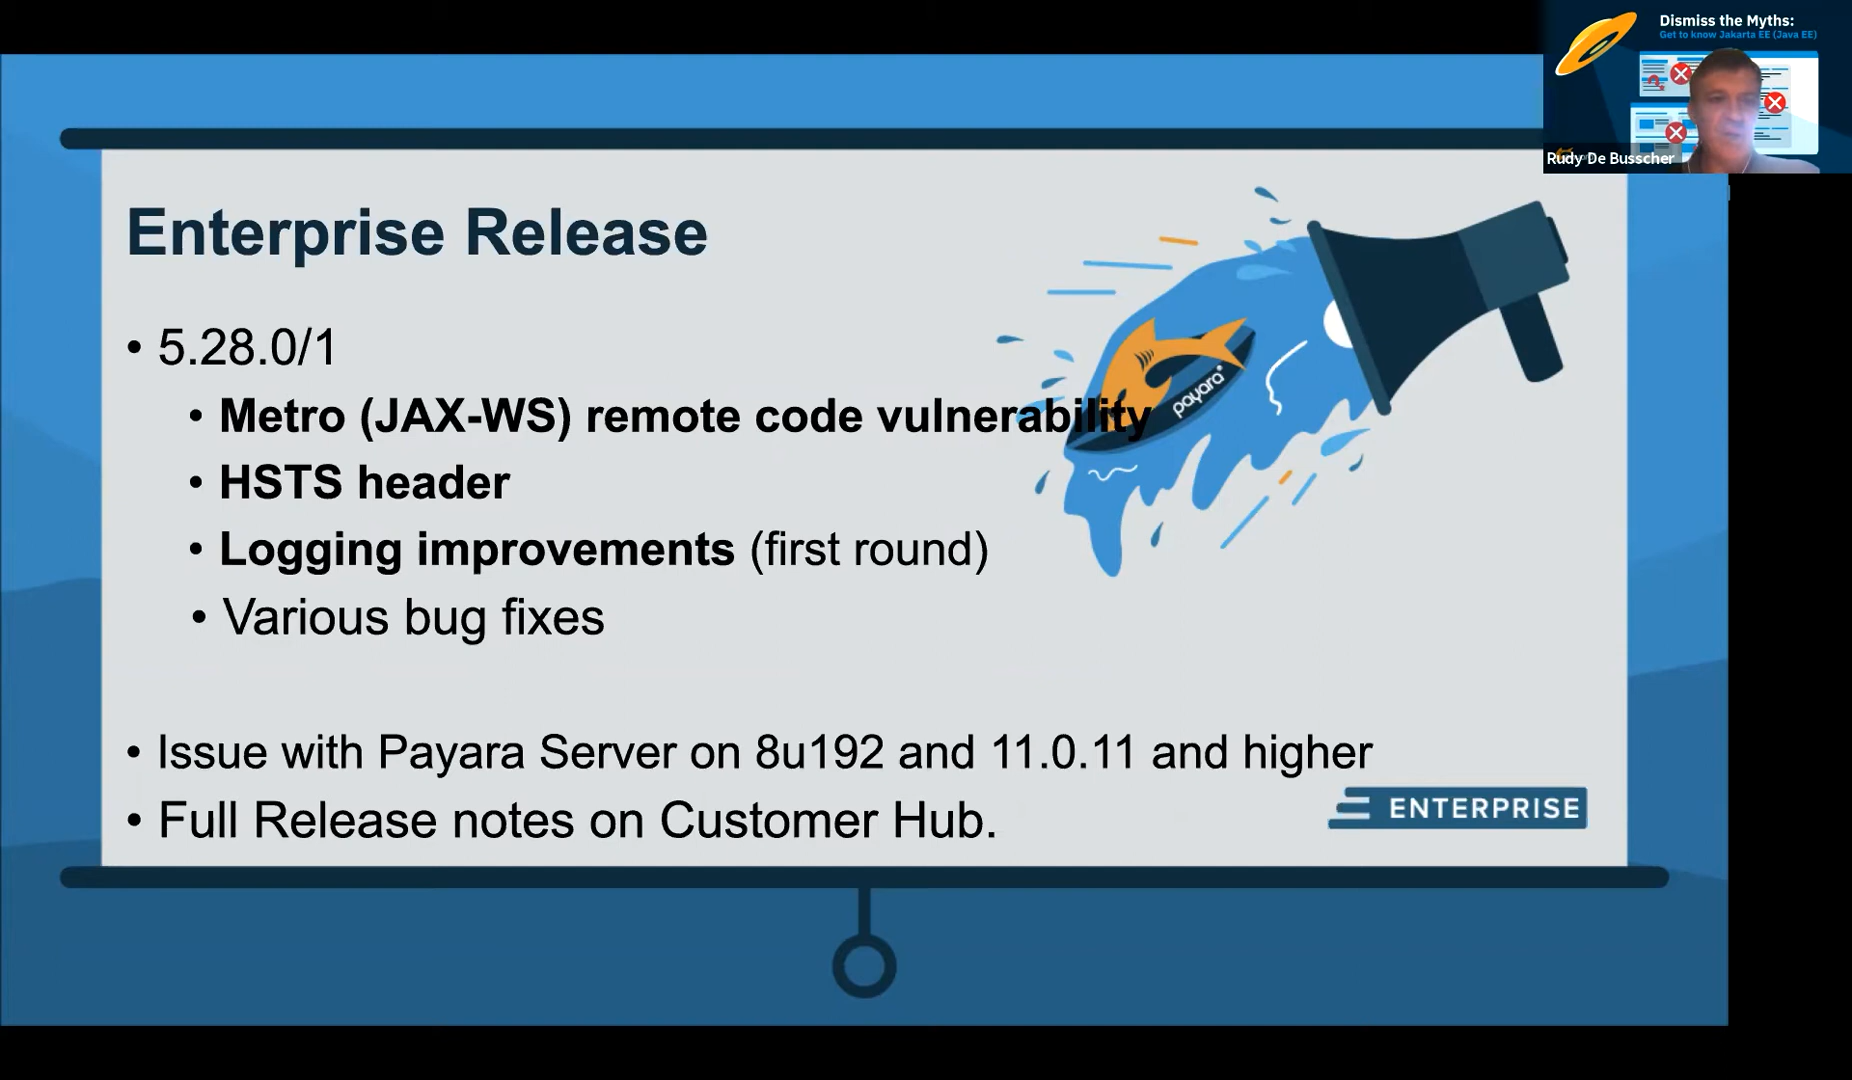 Dismiss the Myths:
Get to know Jakarta EE (Java EE)
Rudy De Busscher
Enterprise Release
• 5.28.0/1
• Metro (JAX-WS) remote code vulnerability
• HSTS header
• Logging improvements (first round)
• Various bug fixes
• Issue with Payara Server on 8u192 and 11.0.11 and higher
• Full Release notes on Customer Hub.
payara®
ENTERPRISE